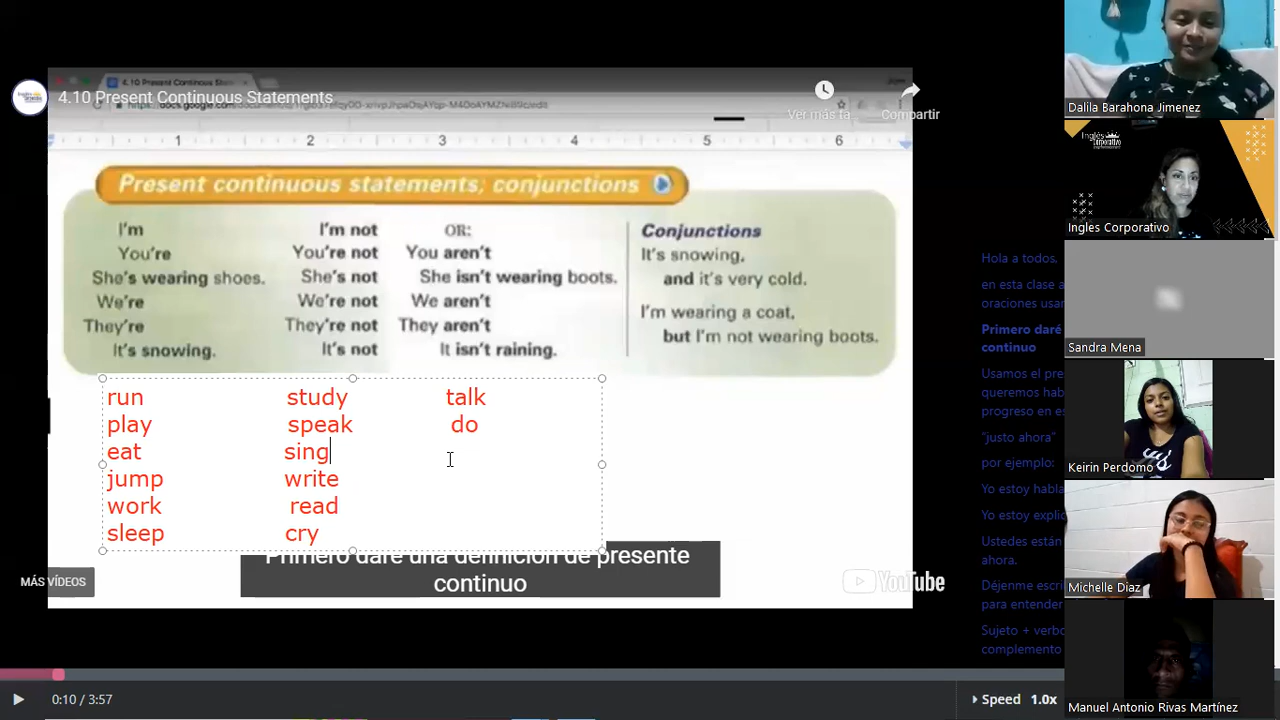 4.10 Present Continuous Statements
Ver más ta
Compartir
1 2 3 4 5 6
Present continuous statements; conjunctions
I'm I'm not OR: Conjunctions
You're You're not You aren't It's snowing,
She's wearing shoes. She's not She isn't wearing boots. and it's very cold.
We're We're not We aren't I'm wearing a coat,
They're They're not They aren't but I'm not wearing boots.
It's snowing. It's not It isn't raining.
run study talk
play speak do
eat sing
jump write
work read
sleep cry
Primero daré una definición de presente
continuo
MÁS VÍDEOS
YouTube
0:10 / 3:57
Speed 1.0x
Hola a todos,
en esta clase a
oraciones usar
Primero daré
continuo
Usamos el pre
queremos hab
progreso en es
"justo ahora"
por ejemplo:
Yo estoy habla
Yo estoy explic
Ustedes están
ahora.
Déjenme escri
para entender
Sujeto + verbo
complemento
Dalila Barahona Jimenez
Inglés
Corporativo
Ingles Corporativo
Sandra Mena
Keirin Perdomo
Michelle Diaz
Manuel Antonio Rivas Martínez